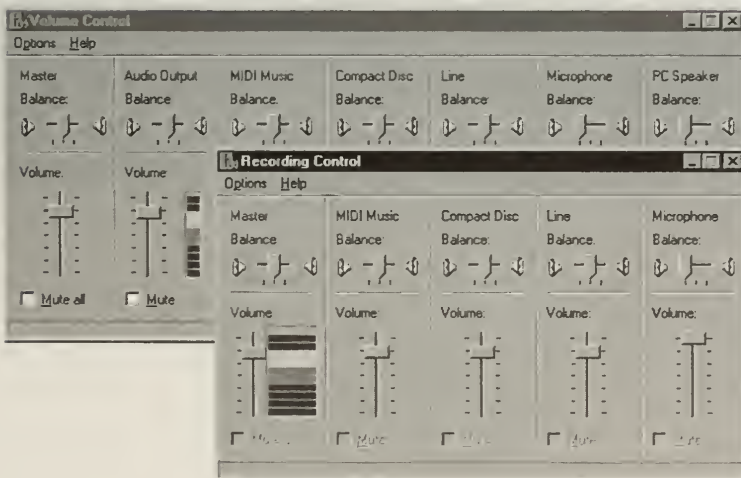 Volume Control
Options Help
Master Audio Output MIDI Music Compact Disc Line Microphone PC Speaker
Balance: Balance: Balance: Balance: Balance: Balance: Balance:
Volume: Volume:
Mute all Mute
Recording Control
Options Help
Master MIDI Music Compact Disc Line Microphone
Balance: Balance: Balance: Balance: Balance:
Volume: Volume: Volume: Volume: Volume:
Mute Mute Mute